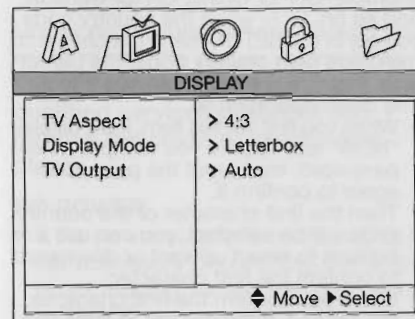 A
DISPLAY
TV Aspect > 4:3
Display Mode > Letterbox
TV Output > Auto
Move Select